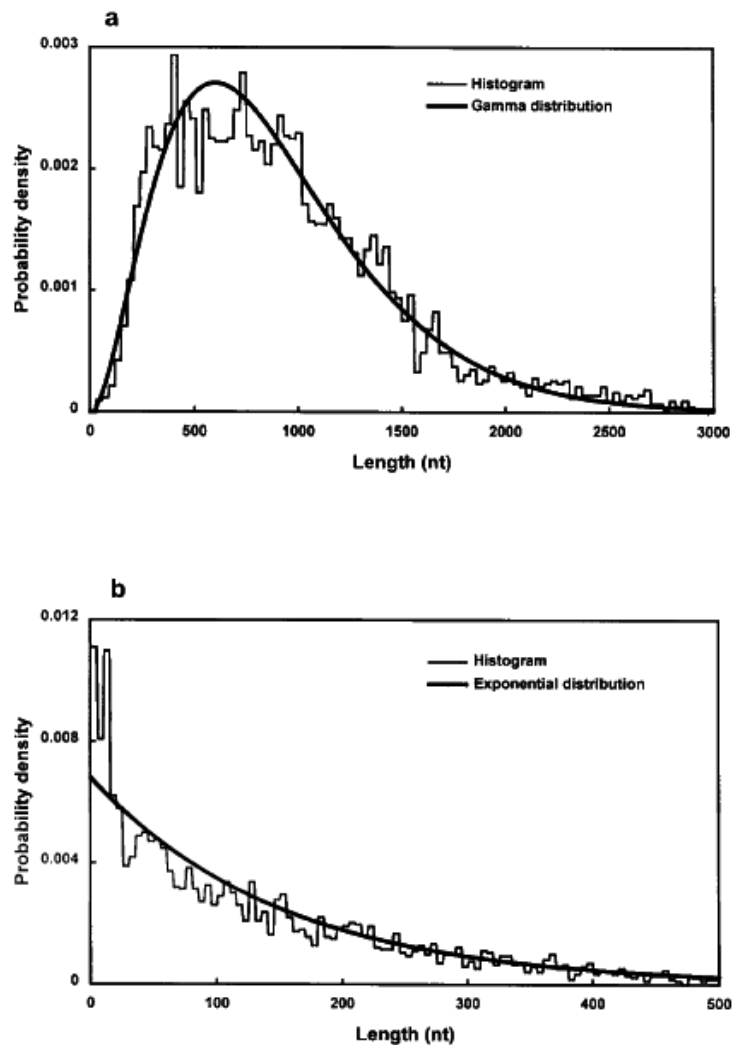 a
0.003
Histogram
Gamma distribution
0.002
Probability density
0.001
0
0 500 1000 1500 2000 2500 3000
Length (nt)
b
0.012
Histogram
Exponential distribution
0.008
Probability density
0.004
0
0 100 200 300 400 500
Length (nt)